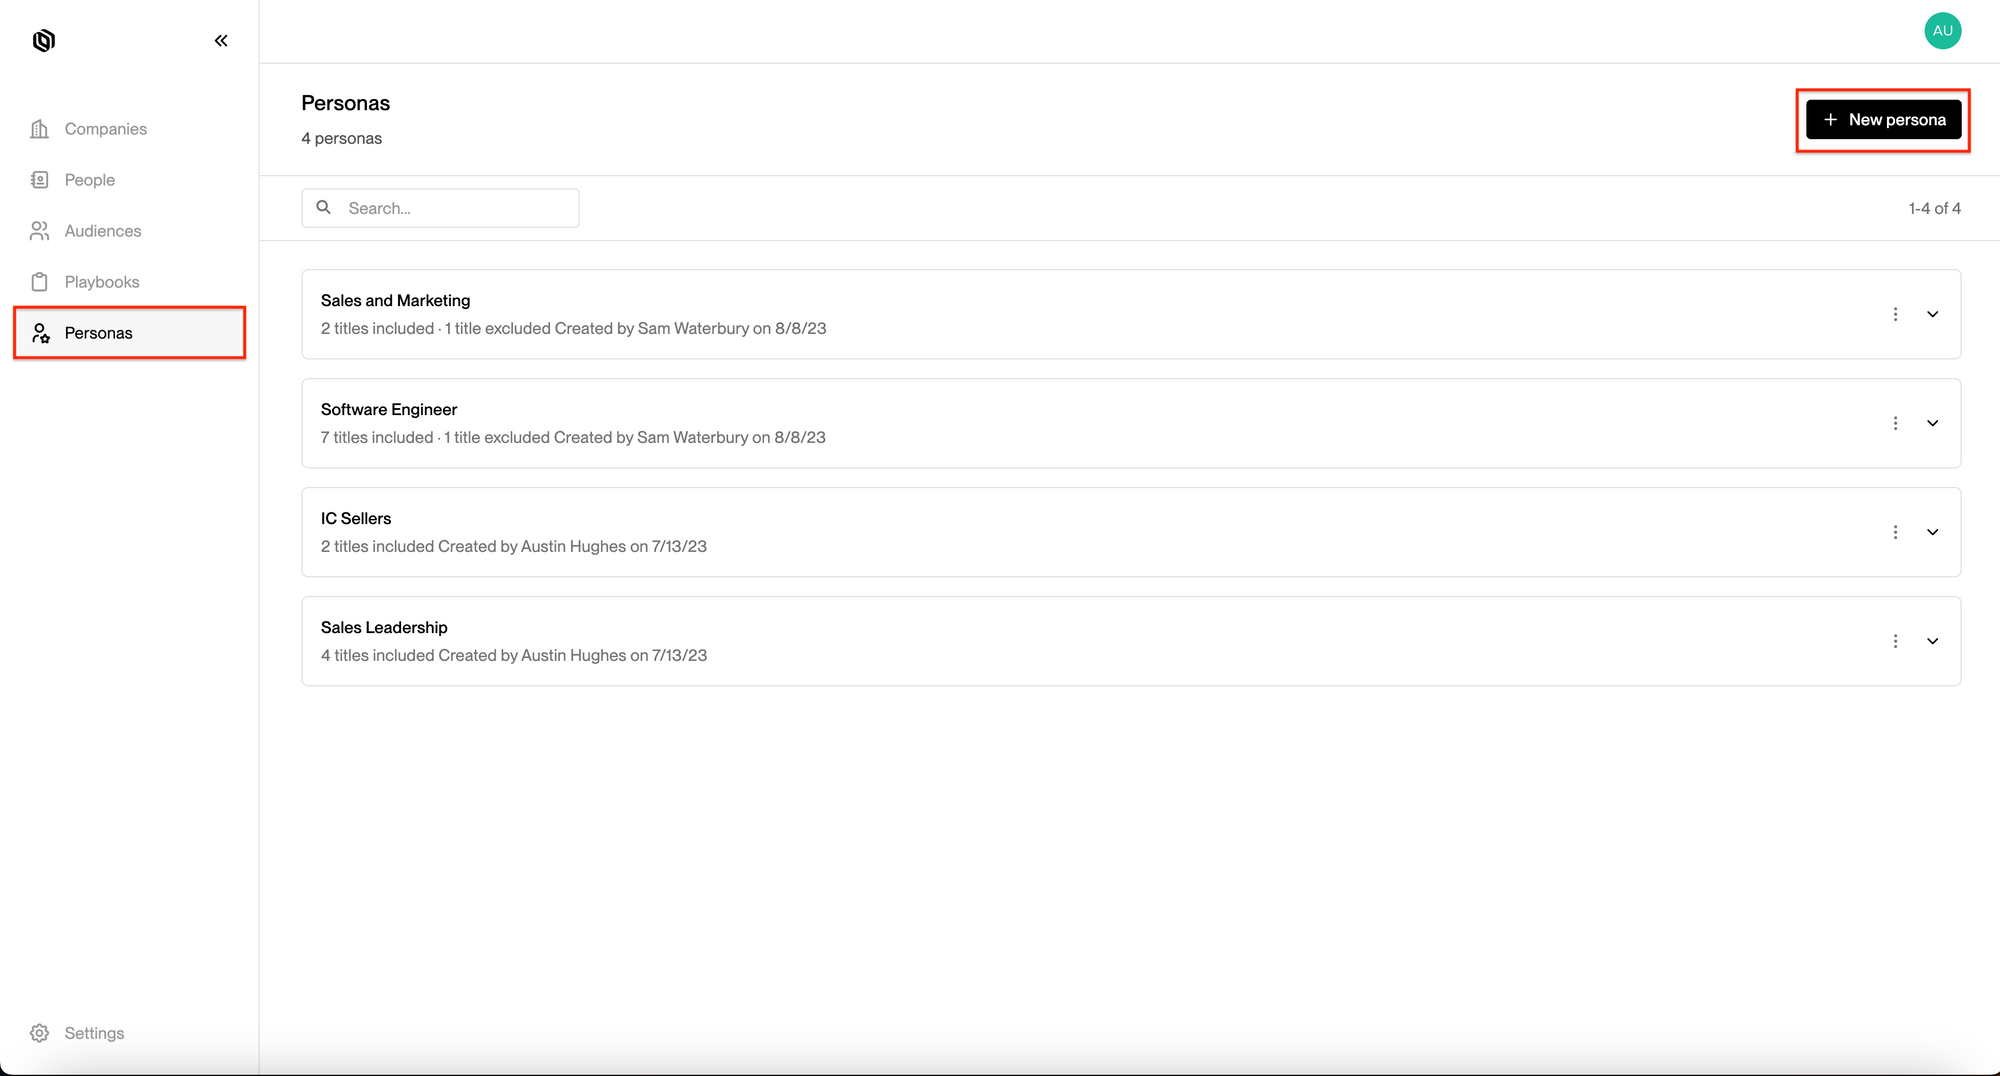 AU
Companies
People
Audiences
Playbooks
Personas
Settings
Personas
4 personas
New persona
Search...
1-4 of 4
Sales and Marketing
2 titles included · 1 title excluded Created by Sam Waterbury on 8/8/23
Software Engineer
7 titles included · 1 title excluded Created by Sam Waterbury on 8/8/23
IC Sellers
2 titles included Created by Austin Hughes on 7/13/23
Sales Leadership
4 titles included Created by Austin Hughes on 7/13/23